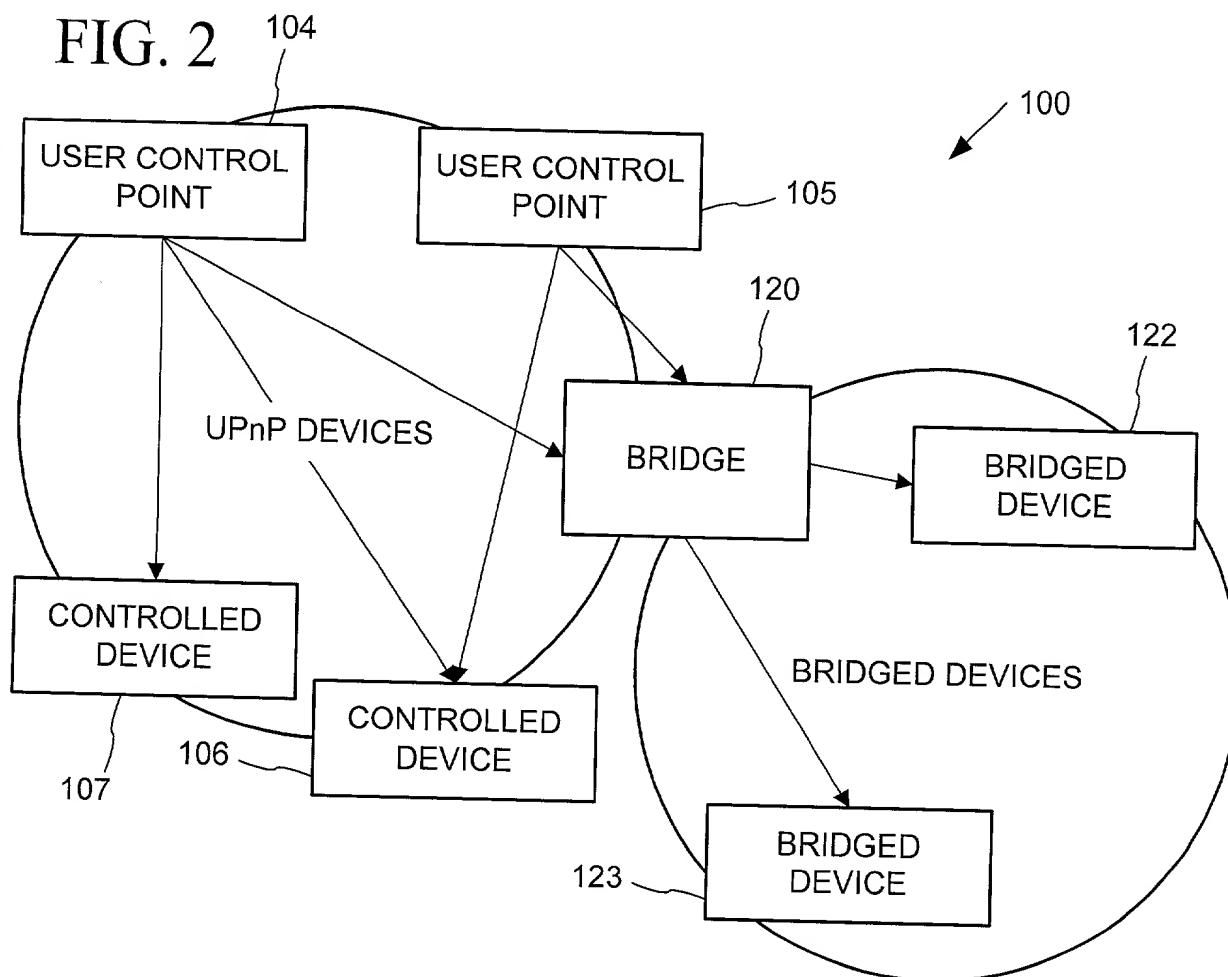 FIG. 2
104
100
USER CONTROL
POINT
USER CONTROL
POINT
105
120
122
UPnP DEVICES
BRIDGE
BRIDGED
DEVICE
CONTROLLED
DEVICE
107
CONTROLLED
DEVICE
106
BRIDGED DEVICES
BRIDGED
DEVICE
123